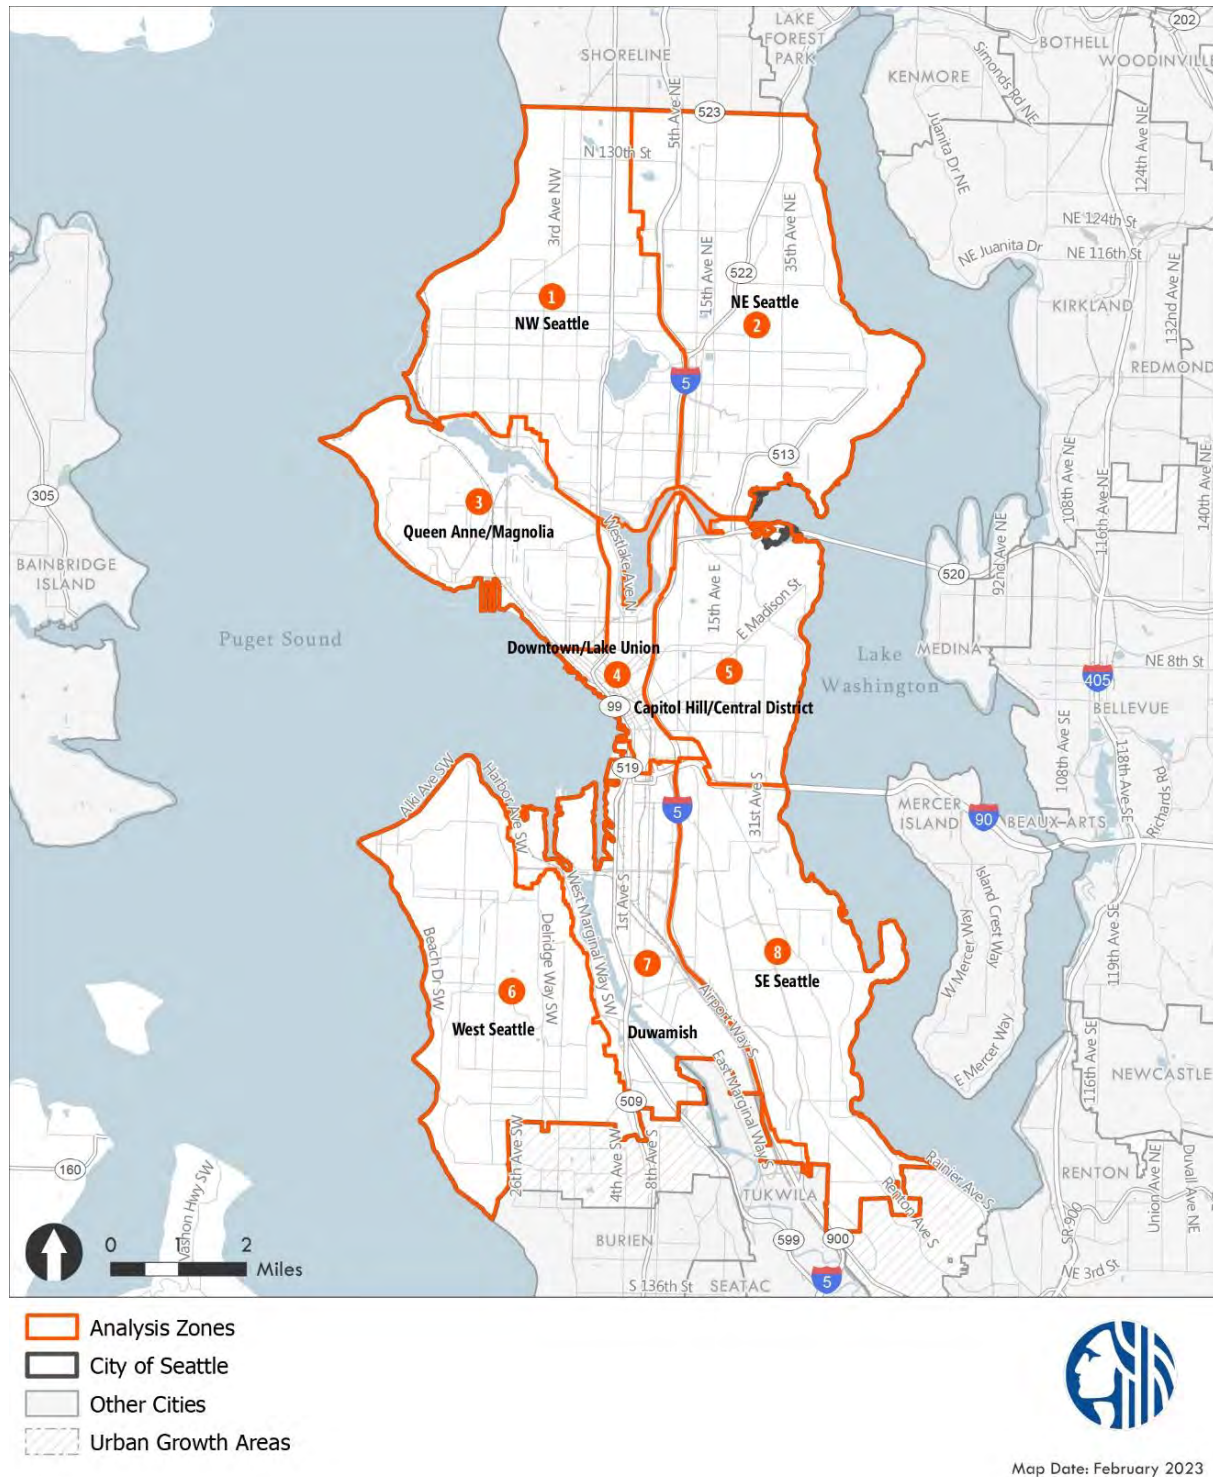 LAKE
FOREST
PARK
202
SHORELINE
BOTHELL
WOODINVILLE
KENMORE
Simonds Rd NE
5th Ave NE
523
Juanita Dr NE
124th Ave NE
N 130th St
3rd Ave NW
35th Ave NE
NE 124th St
15th Ave NE
NE Juanita Dr
NE 116th St
522
132nd Ave NE
1
NE Seattle
KIRKLAND
NW Seattle
2
REDMOND
5
513
108th Ave NE
116th Ave NE
140th Ave NE
305
3
Queen Anne/Magnolia
Westlake Ave N
92nd Ave NE
BAINBRIDGE
ISLAND
520
15th Ave E
E Madison St
Puget Sound
Downtown/Lake Union
Lake
Washington
MEDINA
NE 8th St
4
5
405
99
Capitol Hill/Central District
BELLEVUE
108th Ave SE
118th Ave SE
Richards Rd
519
Alki Ave SW
Harbor Ave SW
5
31st Ave S
MERCER
ISLAND
90
BEAUX-ARTS
West Marginal Way SW
1st Ave S
Island Crest Way
W Mercer Way
119th Ave SE
Beach Dr SW
Delridge Way SW
8
7
SE Seattle
6
West Seattle
Duwamish
Airport Way S
E Mercer Way
116th Ave SE
NEWCASTLE
East Marginal Way S
509
26th Ave SW
4th Ave SW
8th Ave S
160
Vashon Hwy SW
Rainier Ave S
RENTON
Union Ave NE
Duvall Ave NE
TUKWILA
Renton Ave S
SR-900
BURIEN
599
900
NE 3rd St
S 136th St
SEATAC
5
0 1 2
Miles
Analysis Zones
City of Seattle
Other Cities
Urban Growth Areas
Map Date: February 2023